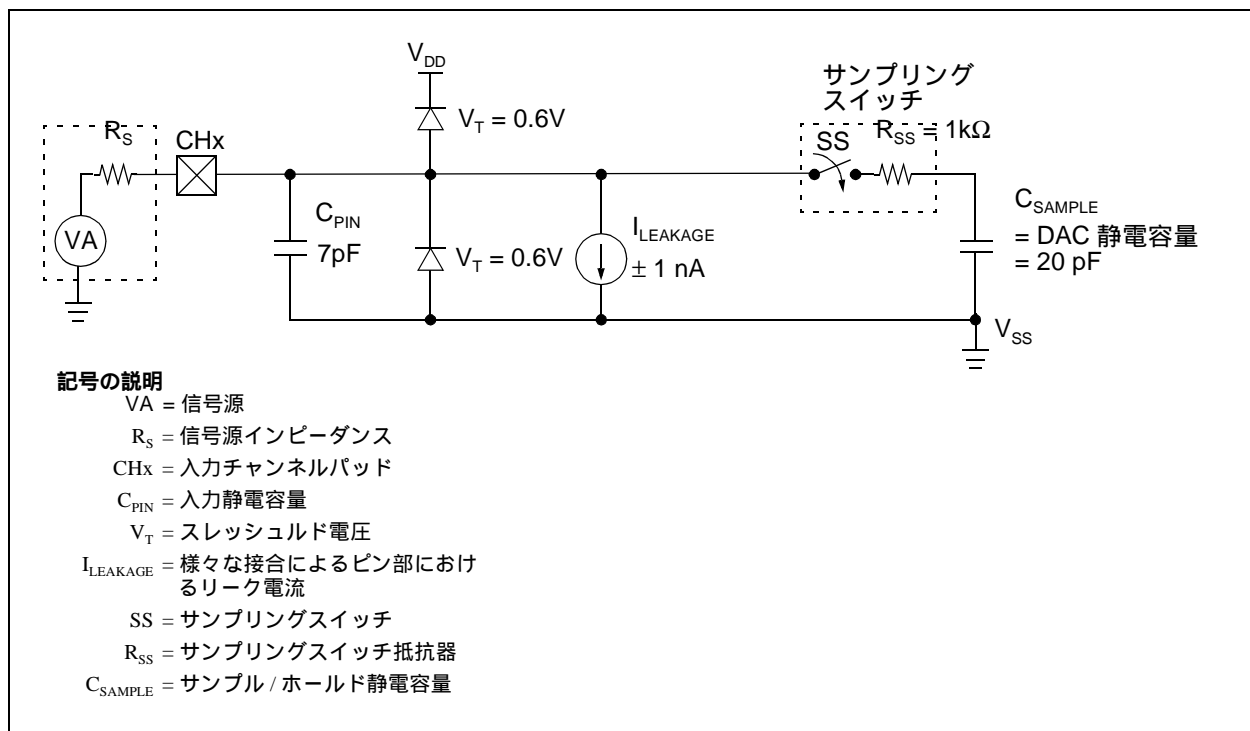 V_DD
サンプリング
スイッチ
R_S
CHx
V_T = 0.6V
SS
R_SS = 1kΩ
VA
C_PIN
7pF
V_T = 0.6V
I_LEAKAGE
± 1 nA
C_SAMPLE
= DAC 静電容量
= 20 pF
V_SS
記号の説明
VA = 信号源
R_S = 信号源インピーダンス
CHx = 入力チャンネルパッド
C_PIN = 入力静電容量
V_T = スレッシュルド電圧
I_LEAKAGE = 様々な接合によるピン部におけ
るリーク電流
SS = サンプリングスイッチ
R_SS = サンプリングスイッチ抵抗器
C_SAMPLE = サンプル / ホールド静電容量